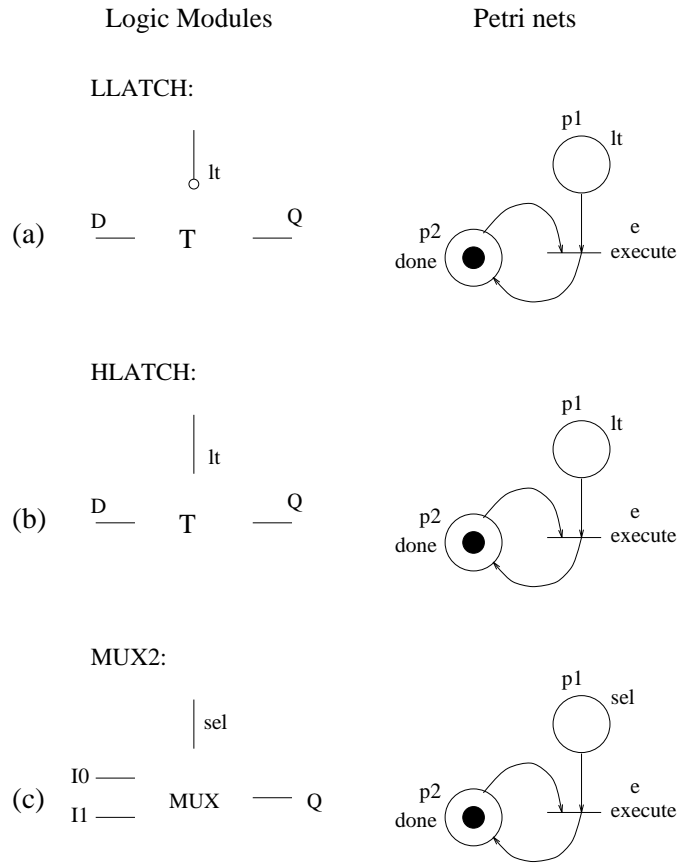 Logic Modules Petri nets
LLATCH:
p1
lt
lt
D
Q
(a)
T
p2
done
e
execute
HLATCH:
p1
lt
lt
D
Q
(b)
T
p2
done
e
execute
MUX2:
p1
sel
sel
I0
(c)
I1
MUX
Q
p2
done
e
execute